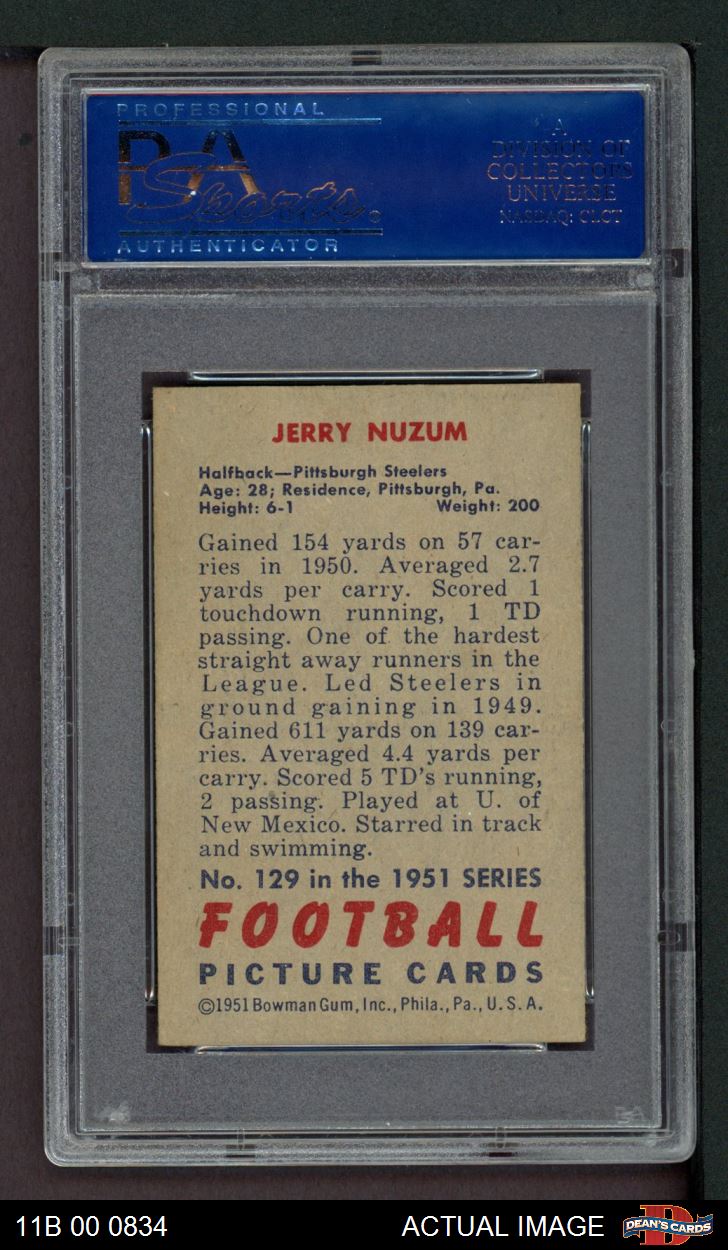 PROFESSIONAL
PSA
Sports
AUTHENTICATOR
A
DIVISION OF
COLLECTORS
UNIVERSE
NASDAQ: CLCT
JERRY NUZUM
Halfback—Pittsburgh Steelers
Age: 28; Residence, Pittsburgh, Pa.
Height: 6-1 Weight: 200
Gained 154 yards on 57 car-
ries in 1950. Averaged 2.7
yards per carry. Scored 1
touchdown running, 1 TD
passing. One of the hardest
straight away runners in the
League. Led Steelers in
ground gaining in 1949.
Gained 611 yards on 139 car-
ries. Averaged 4.4 yards per
carry. Scored 5 TD's running,
2 passing. Played at U. of
New Mexico. Starred in track
and swimming.
No. 129 in the 1951 SERIES
FOOTBALL
PICTURE CARDS
©1951 Bowman Gum, Inc., Phila., Pa., U. S. A.
11B 00 0834 ACTUAL IMAGE DEAN'S CARDS